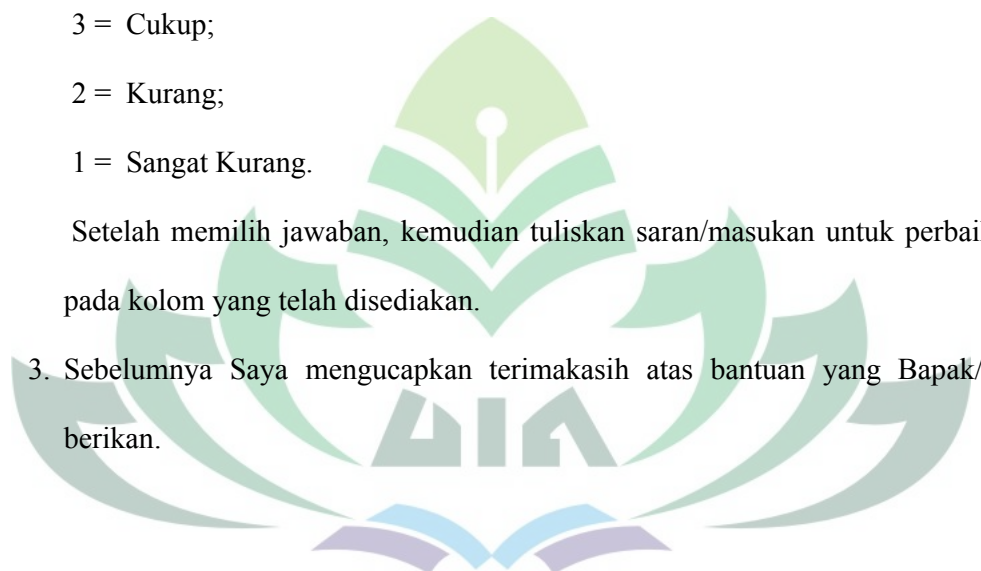 3 = Cukup;
2 = Kurang;
1 = Sangat Kurang.
Setelah memilih jawaban, kemudian tuliskan saran/masukan untuk
pada kolom yang telah disediakan.
3. Sebelumnya Saya mengucapkan terimakasih atas bantuan yang Bapak/
berikan.
UIN